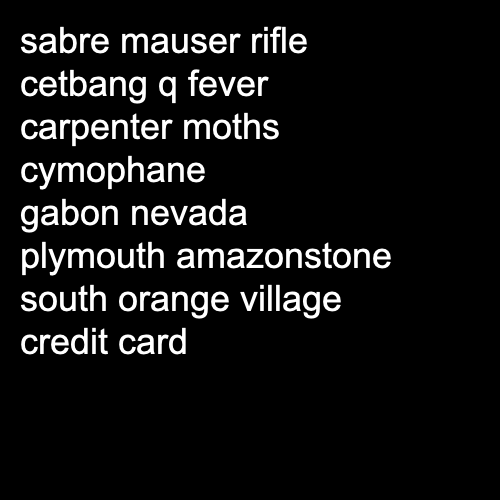 sabre mauser rifle
cetbang q fever
carpenter moths
cymophane
gabon nevada
plymouth amazonstone
south orange village
credit card